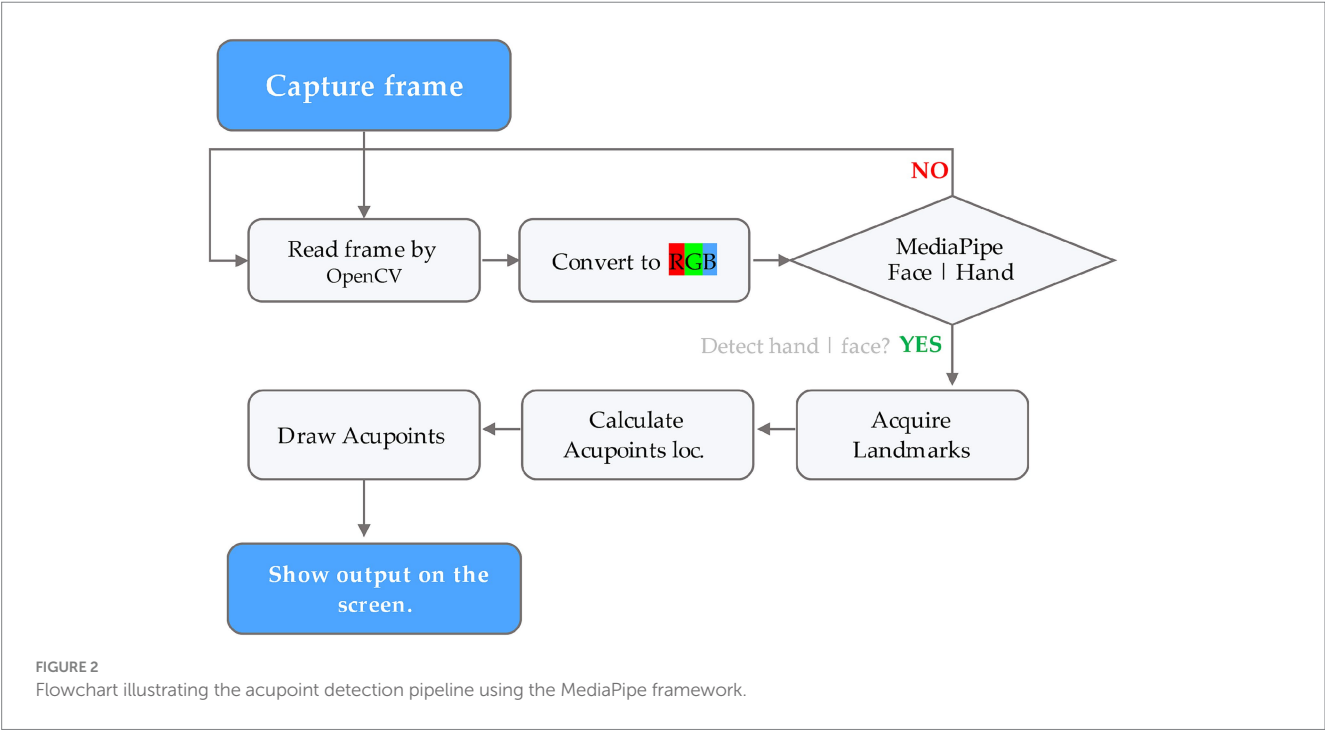 Capture frame
NO
Read frame by
OpenCV
Convert to RGB
MediaPipe
Face | Hand
Detect hand | face? YES
Acquire
Landmarks
Calculate
Acupoints loc.
Draw Acupoints
Show output on the
screen.
FIGURE 2
Flowchart illustrating the acupoint detection pipeline using the MediaPipe framework.